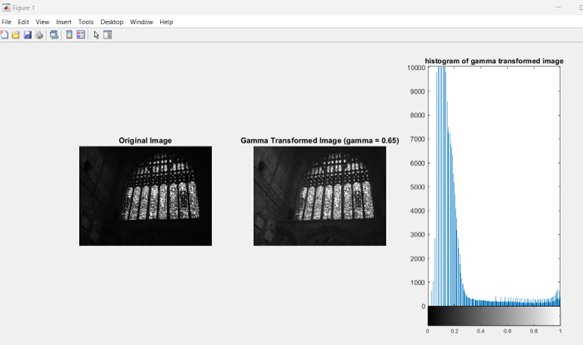 Figure 1
File Edit View Insert Tools Desktop Window Help
Original Image
Gamma Transformed Image (gamma = 0.65)
histogram of gamma transformed image
10000
9000
8000
7000
6000
5000
4000
3000
2000
1000
0
0 0.2 0.4 0.6 0.8 1